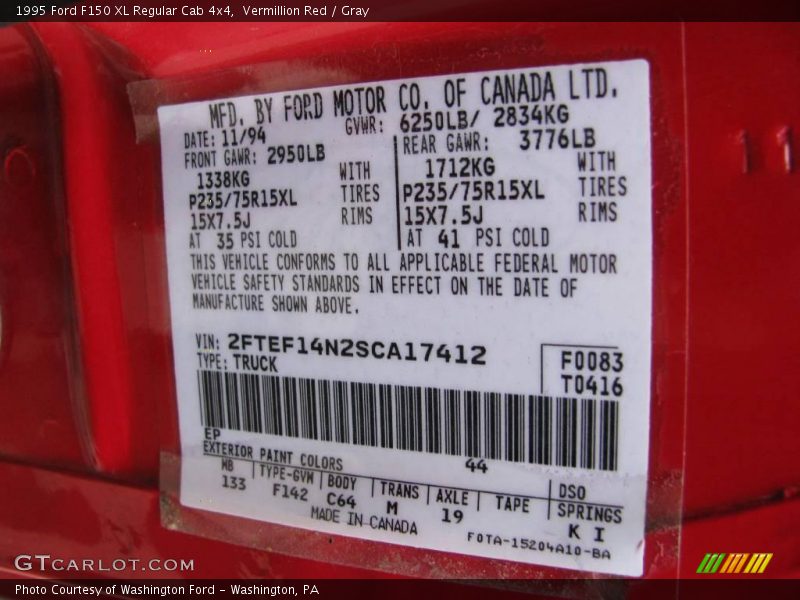 1995 Ford F150 XL Regular Cab 4x4, Vermillion Red / Gray
MFD. BY FORD MOTOR CO. OF CANADA LTD.
DATE: 11/94 GVWR: 6250LB/ 2834KG
FRONT GAWR: 2950LB REAR GAWR: 3776LB
1338KG WITH 1712KG WITH
P235/75R15XL TIRES P235/75R15XL TIRES
15X7.5J RIMS 15X7.5J RIMS
AT 35 PSI COLD AT 41 PSI COLD
THIS VEHICLE CONFORMS TO ALL APPLICABLE FEDERAL MOTOR
VEHICLE SAFETY STANDARDS IN EFFECT ON THE DATE OF
MANUFACTURE SHOWN ABOVE.
VIN: 2FTEF14N2SCA17412 F0083
TYPE: TRUCK T0416
EP 44
EXTERIOR PAINT COLORS DSO
WB TYPE-GVW BODY TRANS AXLE TAPE SPRINGS
133 F142 C64 M 19 K I
MADE IN CANADA
F0TA-15204A10-BA
GTCARLOT.COM
Photo Courtesy of Washington Ford - Washington, PA